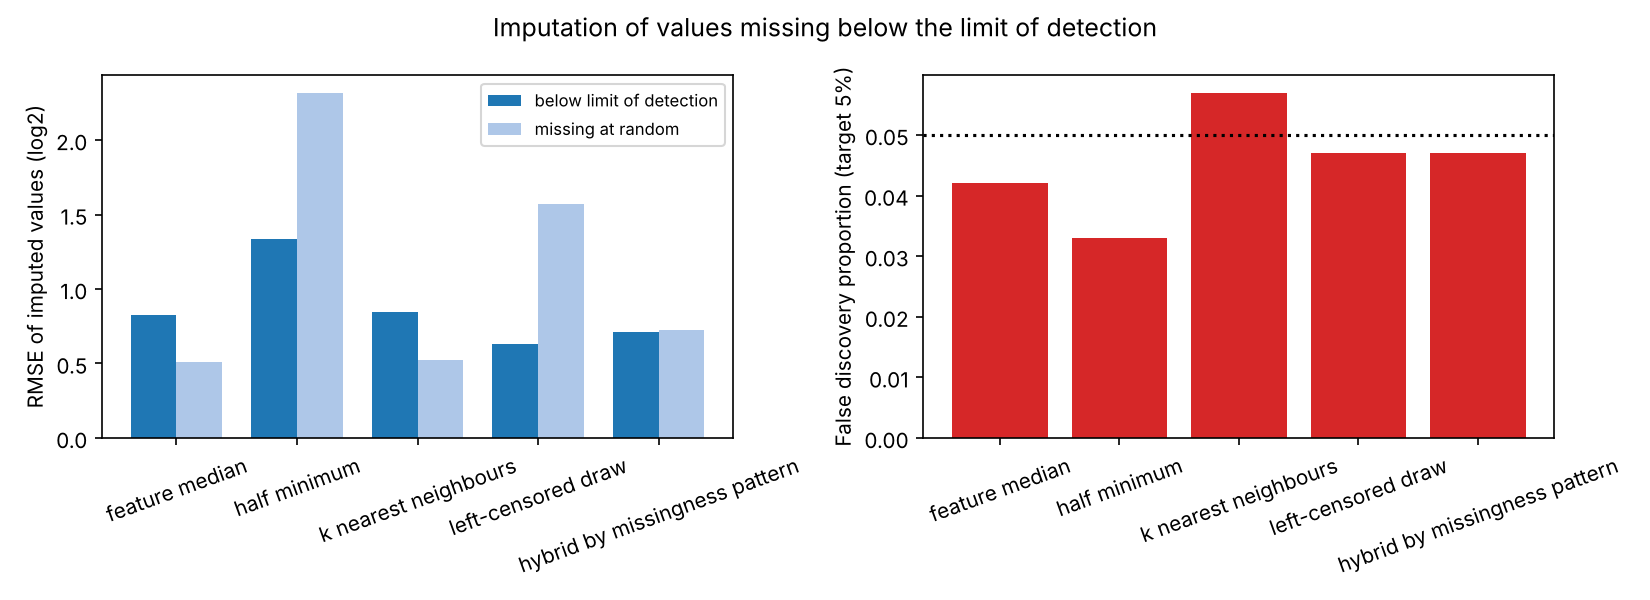 Imputation of values missing below the limit of detection
RMSE of imputed values (log2)
2.0
1.5
1.0
0.5
0.0
below limit of detection
missing at random
feature median
half minimum
k nearest neighbours
left-censored draw
hybrid by missingness pattern
False discovery proportion (target 5%)
0.05
0.04
0.03
0.02
0.01
0.00
feature median
half minimum
k nearest neighbours
left-censored draw
hybrid by missingness pattern